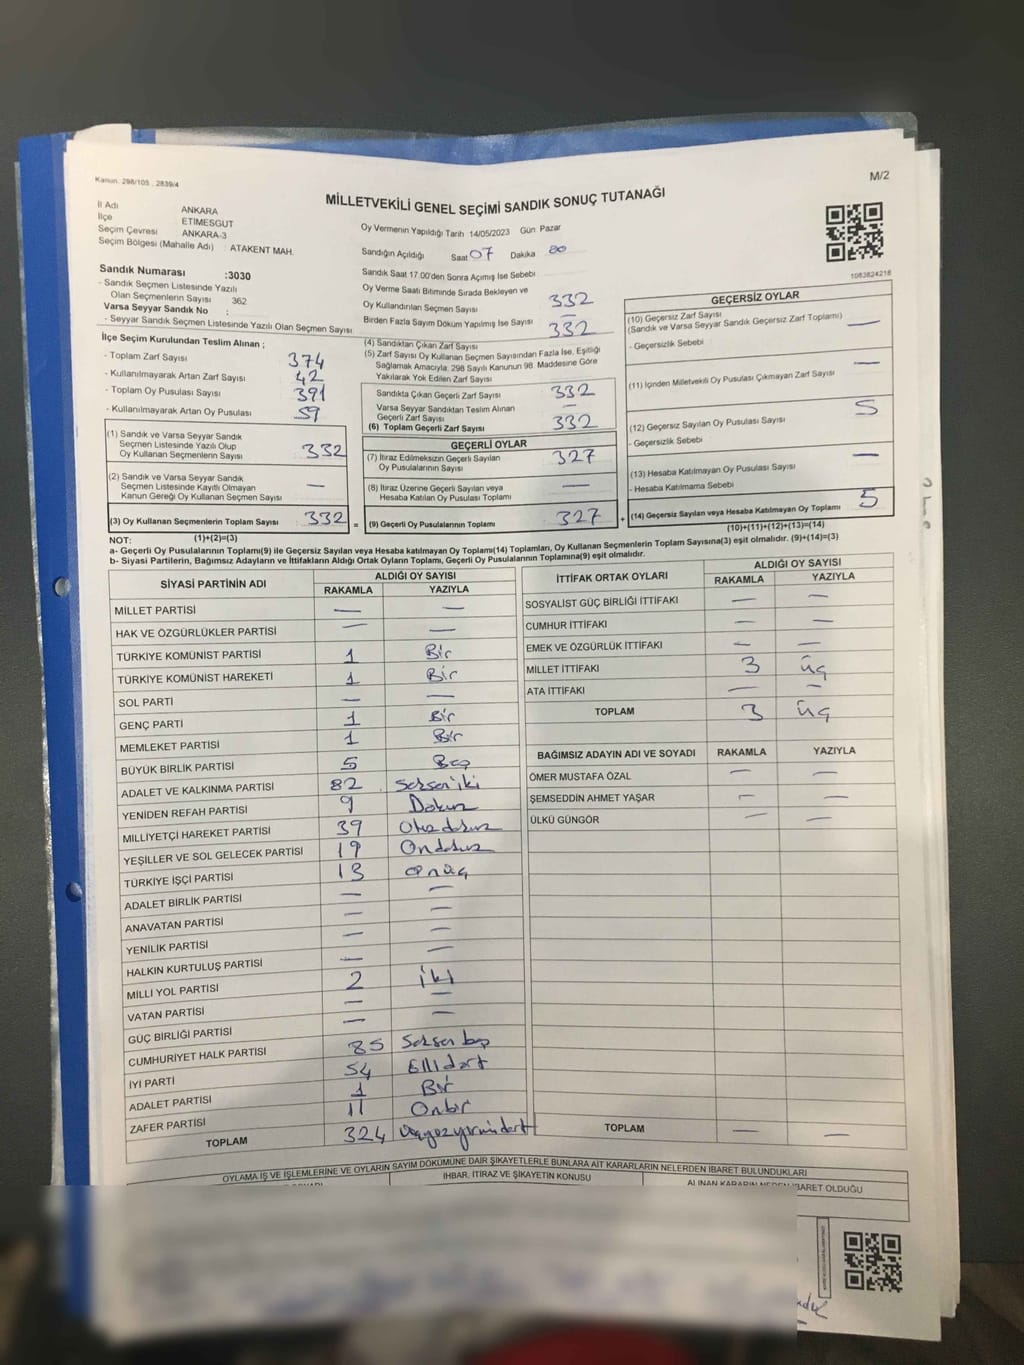 Kanun. 298/105 . 2839/4
M/2
MİLLETVEKİLİ GENEL SEÇİMİ SANDIK SONUÇ TUTANAĞI
İl Adı ANKARA
İlçe ETİMESGUT
Seçim Çevresi ANKARA-3
Seçim Bölgesi (Mahalle Adı) : ATAKENT MAH.
Sandık Numarası :3030
- Sandık Seçmen Listesinde Yazılı
Olan Seçmenlerin Sayısı 362
Varsa Seyyar Sandık No :
- Seyyar Sandık Seçmen Listesinde Yazılı Olan Seçmen Sayısı
Oy Vermenin Yapıldığı Tarih 14/05/2023 Gün Pazar
Sandığın Açıldığı Saat 07 Dakika 00
Sandık Saat 17.00'den Sonra Açımış İse Sebebi
Oy Verme Saati Bitiminde Sırada Bekleyen ve
Oy Kullandırılan Seçmen Sayısı 332
Birden Fazla Sayım Döküm Yapılmış İse Sayısı —
1083824218
İlçe Seçim Kurulundan Teslim Alınan ;
- Toplam Zarf Sayısı 374
- Kullanılmayarak Artan Zarf Sayısı 42
- Toplam Oy Pusulası Sayısı 391
- Kullanılmayarak Artan Oy Pusulası 59
(1) Sandık ve Varsa Seyyar Sandık
Seçmen Listesinde Yazılı Olup
Oy Kullanan Seçmenlerin Sayısı 332
(2) Sandık ve Varsa Seyyar Sandık
Seçmen Listesinde Kayıtlı Olmayan
Kanun Gereği Oy Kullanan Seçmen Sayısı —
(3) Oy Kullanan Seçmenlerin Toplam Sayısı : 332 =
(1)+(2)=(3)
(4) Sandıktan Çıkan Zarf Sayısı 332
(5) Zarf Sayısı Oy Kullanan Seçmen Sayısından Fazla İse, Eşitliği
Sağlamak Amacıyla; 298 Sayılı Kanunun 98. Maddesine Göre
Yakılarak Yok Edilen Zarf Sayısı
Sandıkta Çıkan Geçerli Zarf Sayısı 332
Varsa Seyyar Sandıktan Teslim Alınan
Geçerli Zarf Sayısı —
(6) Toplam Geçerli Zarf Sayısı 332
GEÇERLİ OYLAR
(7) İtiraz Edilmeksizin Geçerli Sayılan
Oy Pusulalarının Sayısı 327
(8) İtiraz Üzerine Geçerli Sayılan veya
Hesaba Katılan Oy Pusulası Toplamı —
(9) Geçerli Oy Pusulalarının Toplamı 327 +
GEÇERSİZ OYLAR
(10) Geçersiz Zarf Sayısı
(Sandık ve Varsa Seyyar Sandık Geçersiz Zarf Toplamı) —
- Geçersizlik Sebebi
(11) İçinden Milletvekili Oy Pusulası Çıkmayan Zarf Sayısı —
(12) Geçersiz Sayılan Oy Pusulası Sayısı 5
- Geçersizlik Sebebi
(13) Hesaba Katılmayan Oy Pusulası Sayısı —
- Hesaba Katılmama Sebebi
(14) Geçersiz Sayılan veya Hesaba Katılmayan Oy Toplamı 5
(10)+(11)+(12)+(13)=(14)
NOT:
a- Geçerli Oy Pusulalarının Toplamı(9) ile Geçersiz Sayılan veya Hesaba katılmayan Oy Toplamı(14) Toplamları, Oy Kullanan Seçmenlerin Toplam Sayısına(3) eşit olmalıdır. (9)+(14)=(3)
b- Siyasi Partilerin, Bağımsız Adayların ve İttifakların Aldığı Ortak Oyların Toplamı, Geçerli Oy Pusulalarının Toplamına(9) eşit olmalıdır.
SİYASİ PARTİNİN ADI ALDIĞI OY SAYISI
RAKAMLA YAZIYLA
MİLLET PARTİSİ — —
HAK VE ÖZGÜRLÜKLER PARTİSİ — —
TÜRKİYE KOMÜNİST PARTİSİ 1 Bir
TÜRKİYE KOMÜNİST HAREKETİ 1 Bir
SOL PARTİ — —
GENÇ PARTİ 1 Bir
MEMLEKET PARTİSİ 1 Bir
BÜYÜK BİRLİK PARTİSİ 5 Beş
ADALET VE KALKINMA PARTİSİ 82 Seksen iki
YENİDEN REFAH PARTİSİ 9 Dokuz
MİLLİYETÇİ HAREKET PARTİSİ 39 Otuz dokuz
YEŞİLLER VE SOL GELECEK PARTİSİ 19 On dokuz
TÜRKİYE İŞÇİ PARTİSİ 13 on üç
ADALET BİRLİK PARTİSİ — —
ANAVATAN PARTİSİ — —
YENİLİK PARTİSİ — —
HALKIN KURTULUŞ PARTİSİ — —
MİLLİ YOL PARTİSİ 2 İki
VATAN PARTİSİ — —
GÜÇ BİRLİĞİ PARTİSİ — —
CUMHURİYET HALK PARTİSİ 85 Seksen beş
İYİ PARTİ 54 Elli dört
ADALET PARTİSİ 1 Bir
ZAFER PARTİSİ 11 Onbir
TOPLAM 324 üçyüzyirmidört
İTTİFAK ORTAK OYLARI ALDIĞI OY SAYISI
RAKAMLA YAZIYLA
SOSYALİST GÜÇ BİRLİĞİ İTTİFAKI — —
CUMHUR İTTİFAKI — —
EMEK VE ÖZGÜRLÜK İTTİFAKI — —
MİLLET İTTİFAKI 3 üç
ATA İTTİFAKI — —
TOPLAM 3 üç
BAĞIMSIZ ADAYIN ADI VE SOYADI RAKAMLA YAZIYLA
ÖMER MUSTAFA ÖZAL — —
ŞEMSEDDİN AHMET YAŞAR — —
ÜLKÜ GÜNGÖR — —
TOPLAM — —
OYLAMA İŞ VE İŞLEMLERİNE VE OYLARIN SAYIM DÖKÜMÜNE DAİR ŞİKAYETLERLE BUNLARA AİT KARARLARIN NELERDEN İBARET BULUNDUKLARI
İHBAR, İTİRAZ VE ŞİKAYETİN KONUSU
ALINAN KARARIN NEDEN İBARET OLDUĞU